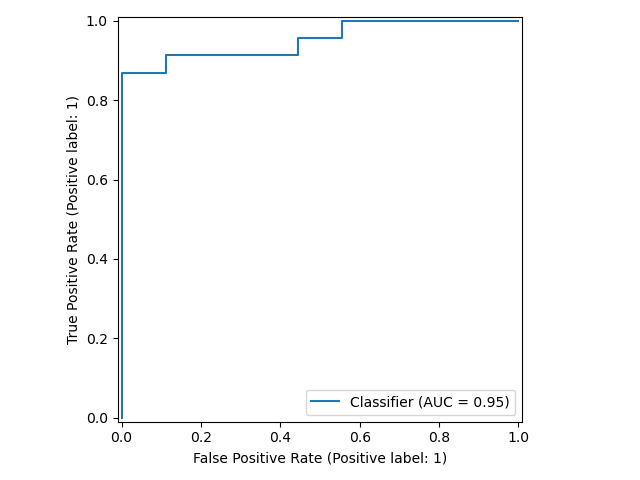 1.0
0.8
0.6
0.4
0.2
0.0
True Positive Rate (Positive label: 1)
Classifier (AUC = 0.95)
0.0 0.2 0.4 0.6 0.8 1.0
False Positive Rate (Positive label: 1)